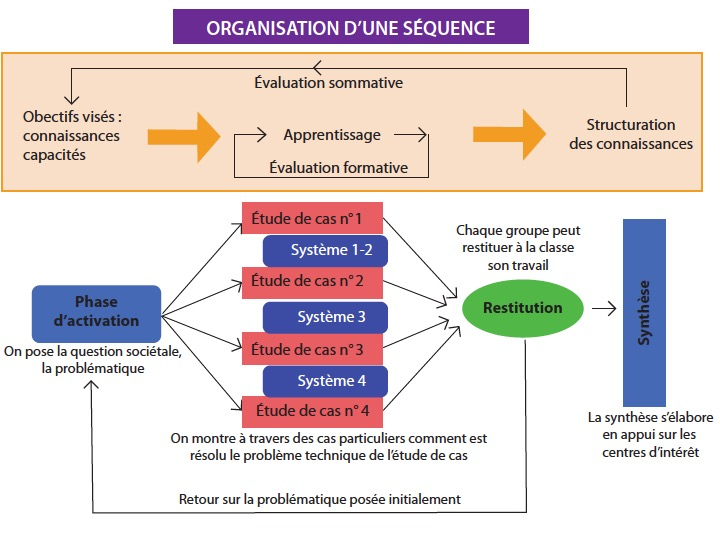 ORGANISATION D'UNE SÉQUENCE
Évaluation sommative
Obectifs visés :
connaissances
capacités
Apprentissage
Évaluation formative
Structuration
des connaissances
Étude de cas n°1
Système 1-2
Étude de cas n°2
Système 3
Étude de cas n°3
Système 4
Étude de cas n°4
Phase
d'activation
On pose la question sociétale,
la problématique
On montre à travers des cas particuliers comment est
résolu le problème technique de l'étude de cas
Chaque groupe peut
restituer à la classe
son travail
Restitution
Synthèse
La synthèse s'élabore
en appui sur les
centres d'intérêt
Retour sur la problématique posée initialement